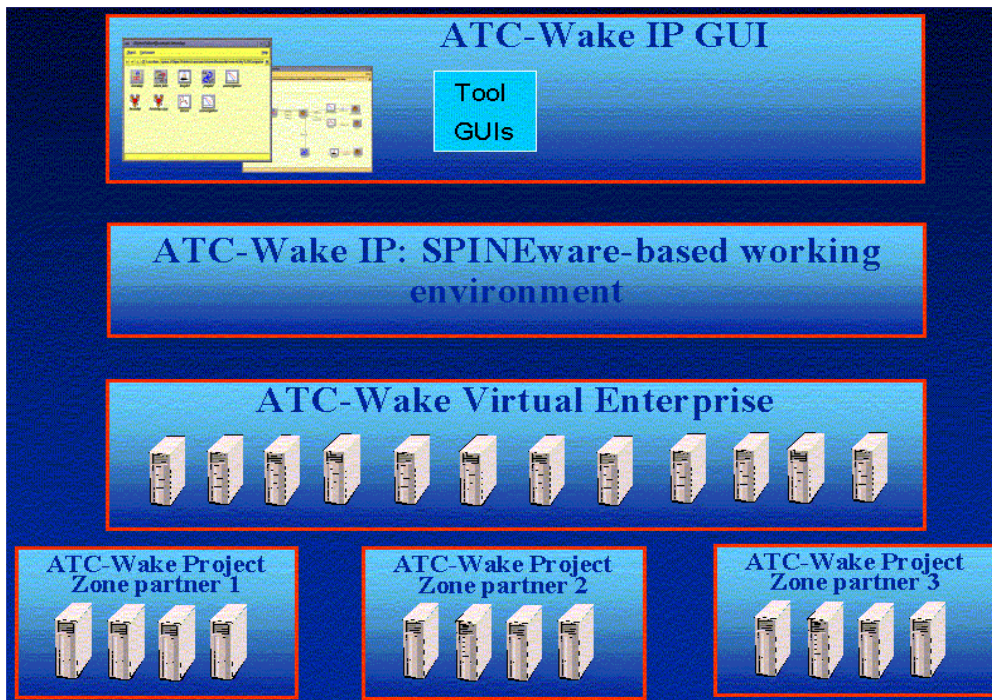 ATC-Wake IP GUI
Tool
GUIs
ATC-Wake IP: SPINEware-based working
environment
ATC-Wake Virtual Enterprise
ATC-Wake Project
Zone partner 1
ATC-Wake Project
Zone partner 2
ATC-Wake Project
Zone partner 3